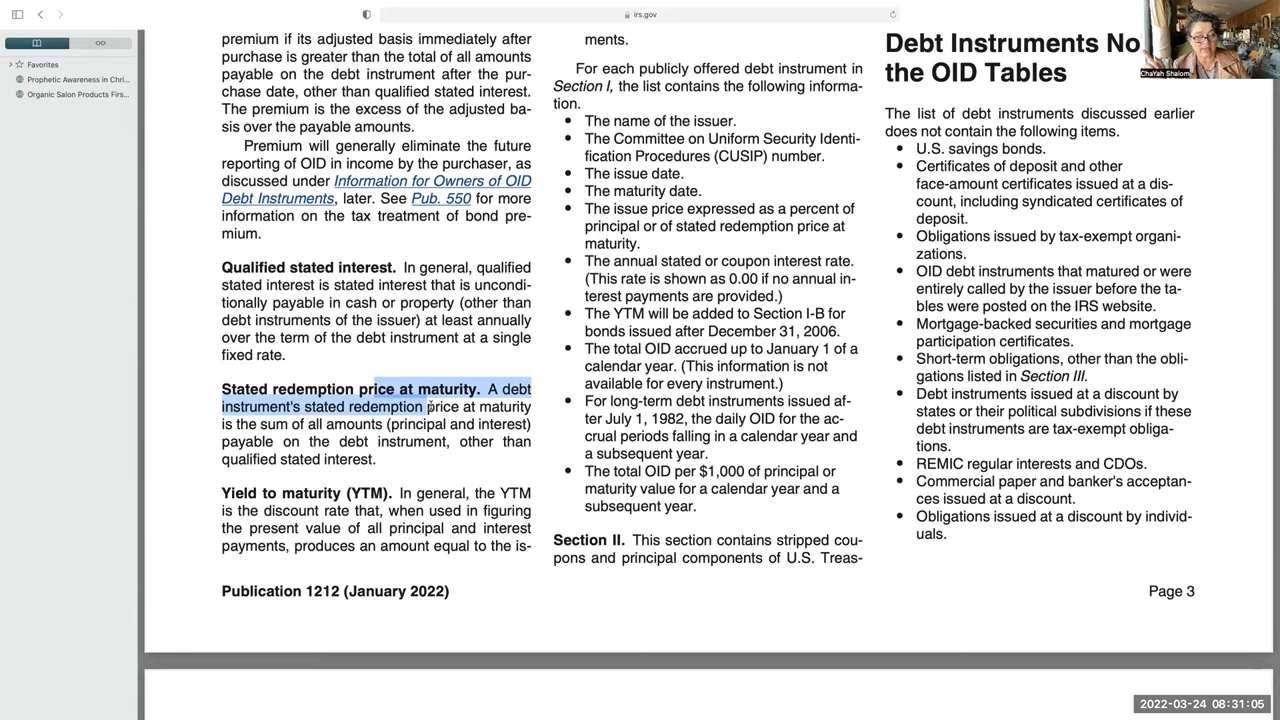 irs.gov
Favorites
Prophetic Awareness in Chri...
Organic Salon Products Firs...
ChaYah Shalom
premium if its adjusted basis immediately after
purchase is greater than the total of all amounts
payable on the debt instrument after the pur-
chase date, other than qualified stated interest.
The premium is the excess of the adjusted ba-
sis over the payable amounts.
Premium will generally eliminate the future
reporting of OID in income by the purchaser, as
discussed under Information for Owners of OID
Debt Instruments, later. See Pub. 550 for more
information on the tax treatment of bond pre-
mium.
Qualified stated interest. In general, qualified
stated interest is stated interest that is uncondi-
tionally payable in cash or property (other than
debt instruments of the issuer) at least annually
over the term of the debt instrument at a single
fixed rate.
Stated redemption price at maturity. A debt
instrument's stated redemption price at maturity
is the sum of all amounts (principal and interest)
payable on the debt instrument, other than
qualified stated interest.
Yield to maturity (YTM). In general, the YTM
is the discount rate that, when used in figuring
the present value of all principal and interest
payments, produces an amount equal to the is-
ments.
For each publicly offered debt instrument in
Section I, the list contains the following informa-
tion.
• The name of the issuer.
• The Committee on Uniform Security Identi-
fication Procedures (CUSIP) number.
• The issue date.
• The maturity date.
• The issue price expressed as a percent of
principal or of stated redemption price at
maturity.
• The annual stated or coupon interest rate.
(This rate is shown as 0.00 if no annual in-
terest payments are provided.)
• The YTM will be added to Section I-B for
bonds issued after December 31, 2006.
• The total OID accrued up to January 1 of a
calendar year. (This information is not
available for every instrument.)
• For long-term debt instruments issued af-
ter July 1, 1982, the daily OID for the ac-
crual periods falling in a calendar year and
a subsequent year.
• The total OID per $1,000 of principal or
maturity value for a calendar year and a
subsequent year.
Section II. This section contains stripped cou-
pons and principal components of U.S. Treas-
Debt Instruments No
the OID Tables
The list of debt instruments discussed earlier
does not contain the following items.
• U.S. savings bonds.
• Certificates of deposit and other
face-amount certificates issued at a dis-
count, including syndicated certificates of
deposit.
• Obligations issued by tax-exempt organi-
zations.
• OID debt instruments that matured or were
entirely called by the issuer before the ta-
bles were posted on the IRS website.
• Mortgage-backed securities and mortgage
participation certificates.
• Short-term obligations, other than the obli-
gations listed in Section III.
• Debt instruments issued at a discount by
states or their political subdivisions if these
debt instruments are tax-exempt obliga-
tions.
• REMIC regular interests and CDOs.
• Commercial paper and banker's acceptan-
ces issued at a discount.
• Obligations issued at a discount by individ-
uals.
Publication 1212 (January 2022)
Page 3
2022-03-24 08:31:05